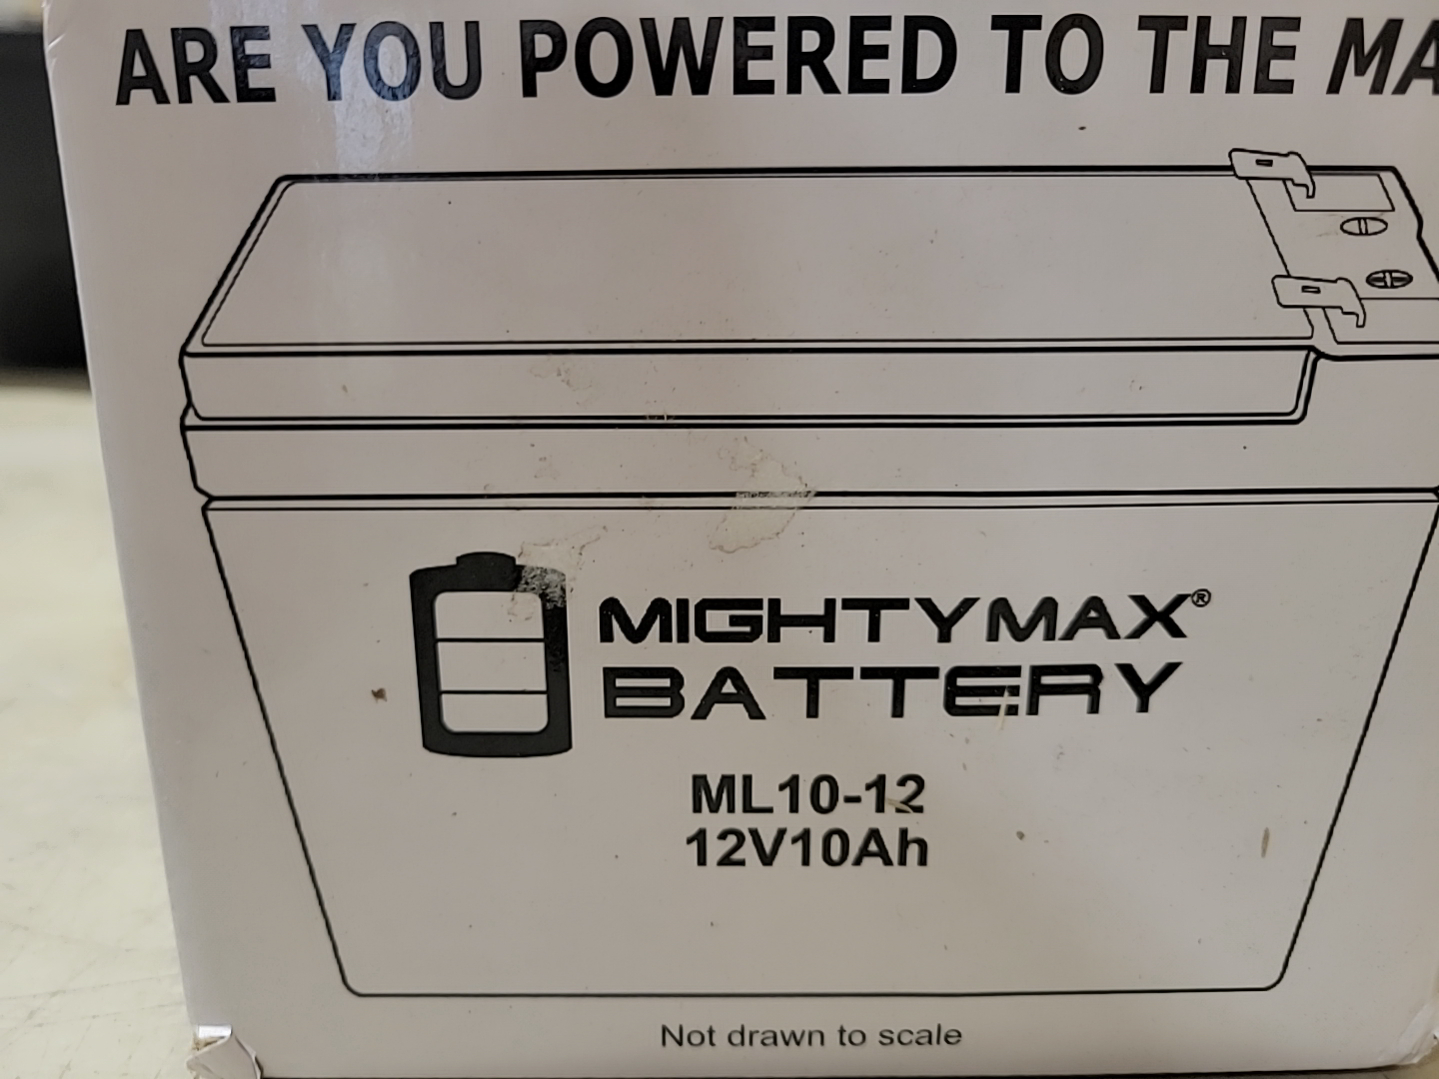 ARE YOU POWERED TO THE MA
MIGHTYMAX®
BATTERY
ML10-12
12V10Ah
Not drawn to scale